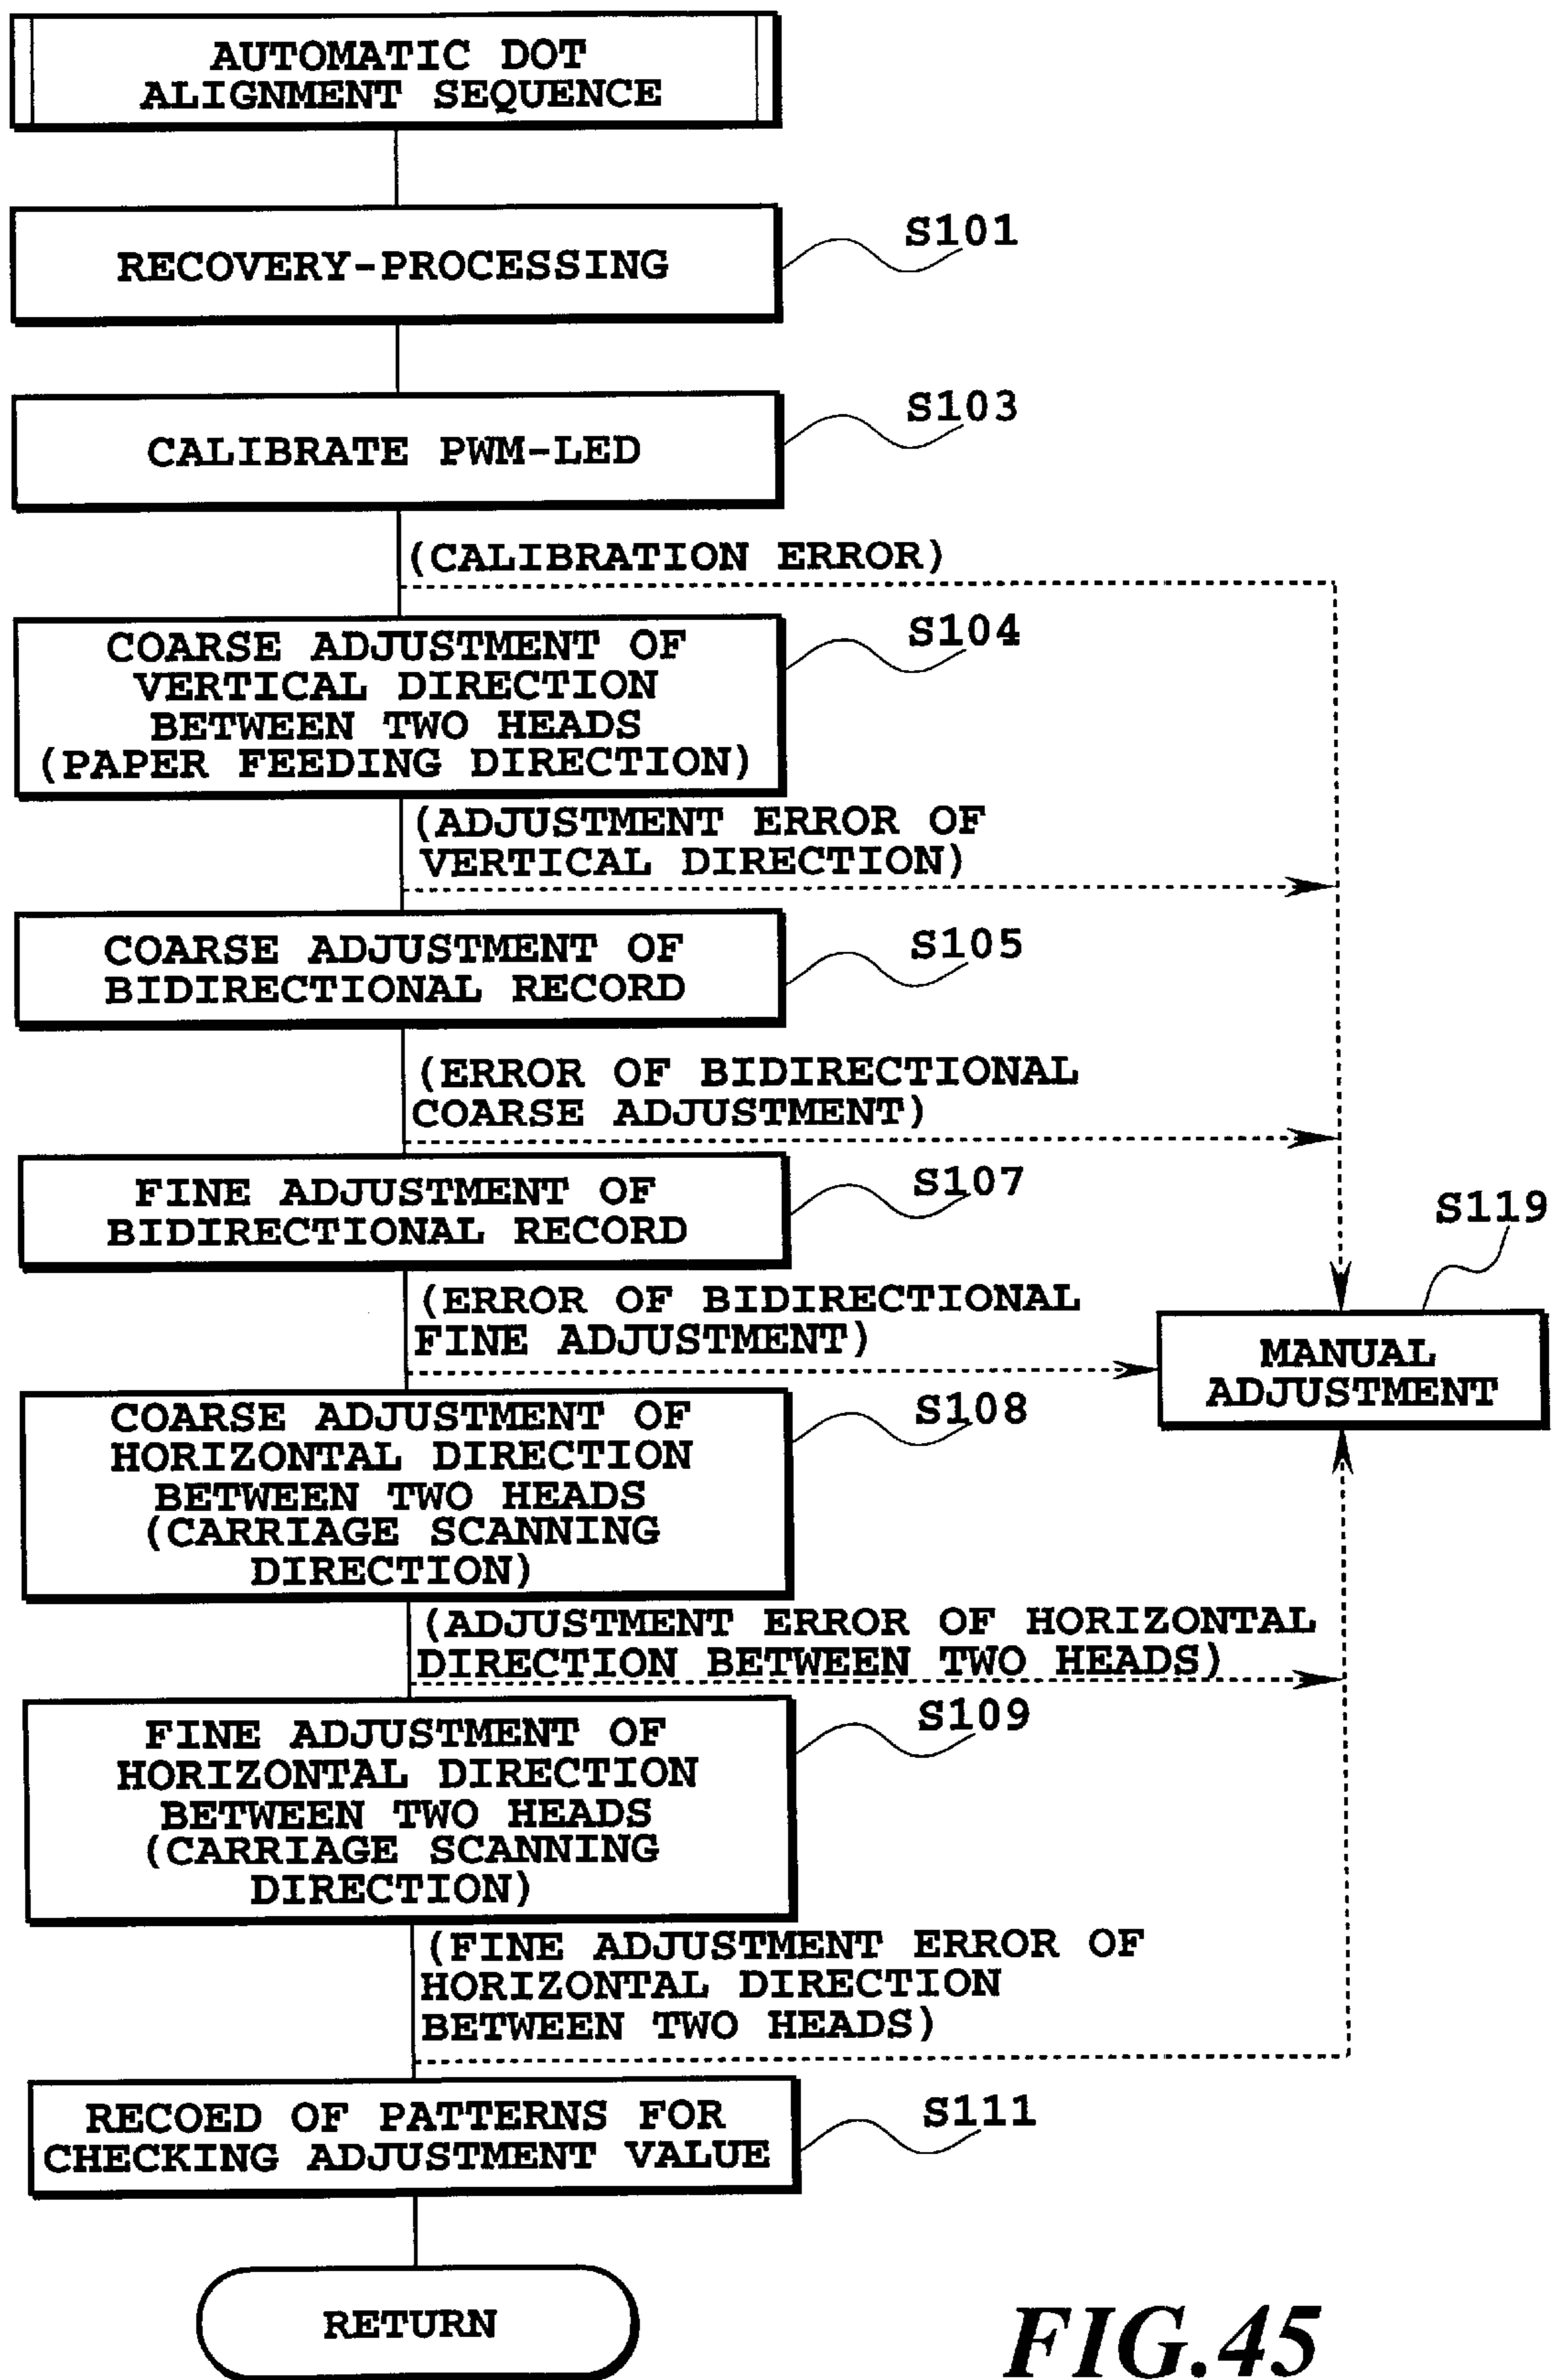 AUTOMATIC DOT
ALIGNMENT SEQUENCE
RECOVERY-PROCESSING
S101
CALIBRATE PWM-LED
S103
(CALIBRATION ERROR)
COARSE ADJUSTMENT OF
VERTICAL DIRECTION
BETWEEN TWO HEADS
(PAPER FEEDING DIRECTION)
S104
(ADJUSTMENT ERROR OF
VERTICAL DIRECTION)
COARSE ADJUSTMENT OF
BIDIRECTIONAL RECORD
S105
(ERROR OF BIDIRECTIONAL
COARSE ADJUSTMENT)
FINE ADJUSTMENT OF
BIDIRECTIONAL RECORD
S107
(ERROR OF BIDIRECTIONAL
FINE ADJUSTMENT)
S119
MANUAL
ADJUSTMENT
COARSE ADJUSTMENT OF
HORIZONTAL DIRECTION
BETWEEN TWO HEADS
(CARRIAGE SCANNING
DIRECTION)
S108
(ADJUSTMENT ERROR OF HORIZONTAL
DIRECTION BETWEEN TWO HEADS)
FINE ADJUSTMENT OF
HORIZONTAL DIRECTION
BETWEEN TWO HEADS
(CARRIAGE SCANNING
DIRECTION)
S109
(FINE ADJUSTMENT ERROR OF
HORIZONTAL DIRECTION
BETWEEN TWO HEADS)
RECOED OF PATTERNS FOR
CHECKING ADJUSTMENT VALUE
S111
RETURN
FIG.45